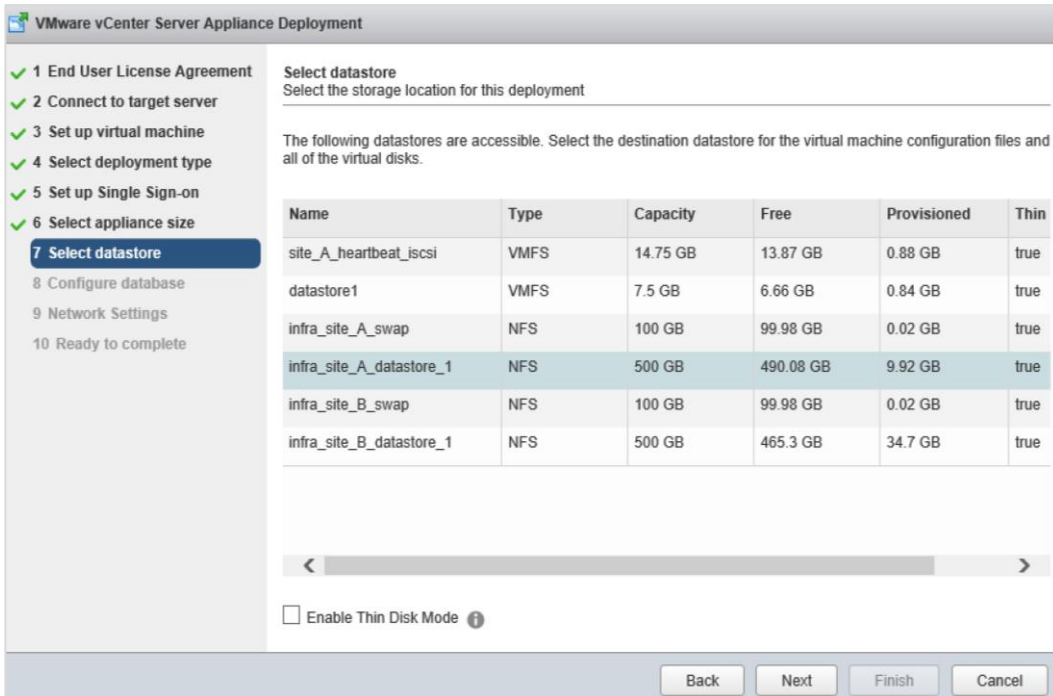 VMware vCenter Server Appliance Deployment
1 End User License Agreement
2 Connect to target server
3 Set up virtual machine
4 Select deployment type
5 Set up Single Sign-on
6 Select appliance size
7 Select datastore
8 Configure database
9 Network Settings
10 Ready to complete
Select datastore
Select the storage location for this deployment
The following datastores are accessible. Select the destination datastore for the virtual machine configuration files and
all of the virtual disks.
Name Type Capacity Free Provisioned Thin
site_A_heartbeat_iscsi VMFS 14.75 GB 13.87 GB 0.88 GB true
datastore1 VMFS 7.5 GB 6.66 GB 0.84 GB true
infra_site_A_swap NFS 100 GB 99.98 GB 0.02 GB true
infra_site_A_datastore_1 NFS 500 GB 490.08 GB 9.92 GB true
infra_site_B_swap NFS 100 GB 99.98 GB 0.02 GB true
infra_site_B_datastore_1 NFS 500 GB 465.3 GB 34.7 GB true
Enable Thin Disk Mode
Back Next Finish Cancel